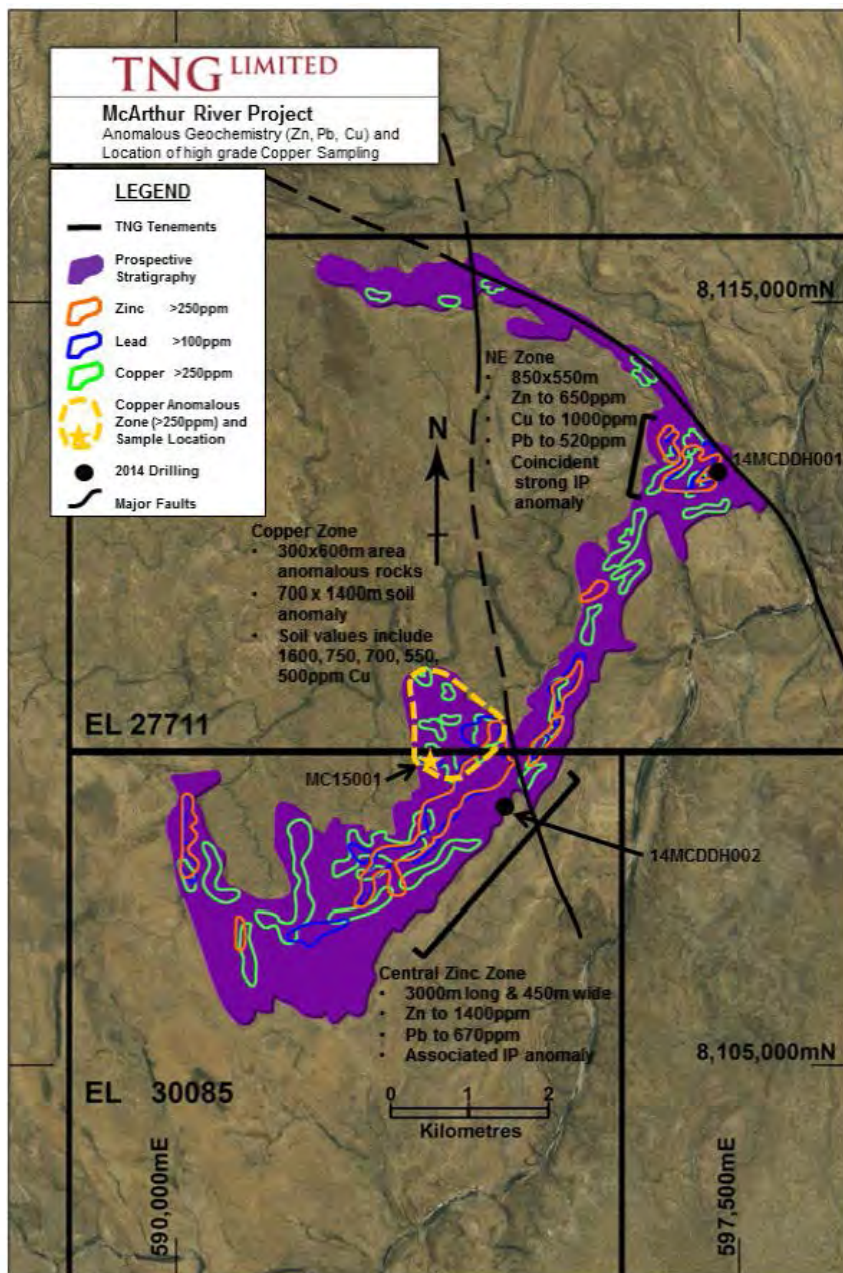 TNG LIMITED
McArthur River Project
Anomalous Geochemistry (Zn, Pb, Cu) and
Location of high grade Copper Sampling
LEGEND
TNG Tenements
Prospective
Stratigraphy
Zinc >250ppm
Lead >100ppm
Copper >250ppm
Copper Anomalous
Zone (>250ppm) and
Sample Location
2014 Drilling
Major Faults
8,115,000mN
NE Zone
• 850x550m
• Zn to 650ppm
• Cu to 1000ppm
• Pb to 520ppm
• Coincident
strong IP
anomaly
14MCDDH001
N
Copper Zone
• 300x600m area
anomalous rocks
• 700 x 1400m soil
anomaly
• Soil values include
1600, 750, 700, 550,
500ppm Cu
EL 27711
MC15001
14MCDDH002
Central Zinc Zone
• 3000m long & 450m wide
• Zn to 1400ppm
• Pb to 670ppm
• Associated IP anomaly
8,105,000mN
EL 30085
0 1 2
Kilometres
590,000mE
597,500mE